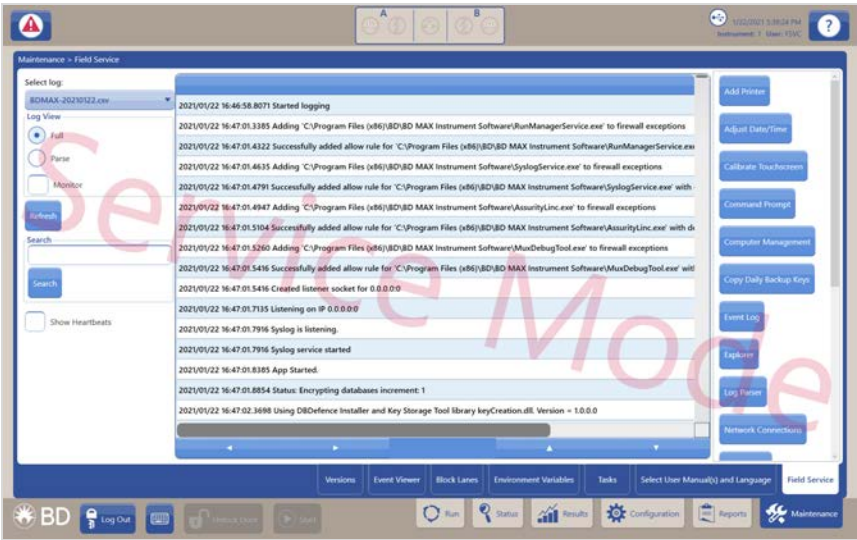 A
B
1/22/2021 5:39:24 PM
Instrument: 7 User: FSVC
?
Maintenance > Field Service
Select log:
BDMAX-20210122.csv
Log View
Full
Parse
Monitor
Refresh
Search
Search
Show Heartbeats
2021/01/22 16:46:58.8071 Started logging
2021/01/22 16:47:01.3385 Adding 'C:\Program Files (x86)\BD\BD MAX Instrument Software\RunManagerService.exe' to firewall exceptions
2021/01/22 16:47:01.4322 Successfully added allow rule for 'C:\Program Files (x86)\BD\BD MAX Instrument Software\RunManagerService.exe
2021/01/22 16:47:01.4635 Adding 'C:\Program Files (x86)\BD\BD MAX Instrument Software\SyslogService.exe' to firewall exceptions
2021/01/22 16:47:01.4791 Successfully added allow rule for 'C:\Program Files (x86)\BD\BD MAX Instrument Software\SyslogService.exe' with
2021/01/22 16:47:01.4947 Adding 'C:\Program Files (x86)\BD\BD MAX Instrument Software\AssurityLinc.exe' to firewall exceptions
2021/01/22 16:47:01.5104 Successfully added allow rule for 'C:\Program Files (x86)\BD\BD MAX Instrument Software\AssurityLinc.exe' with de
2021/01/22 16:47:01.5260 Adding 'C:\Program Files (x86)\BD\BD MAX Instrument Software\MuxDebugTool.exe' to firewall exceptions
2021/01/22 16:47:01.5416 Successfully added allow rule for 'C:\Program Files (x86)\BD\BD MAX Instrument Software\MuxDebugTool.exe' wit
2021/01/22 16:47:01.5416 Created listener socket for 0.0.0.0:0
2021/01/22 16:47:01.7135 Listening on IP 0.0.0.0:0
2021/01/22 16:47:01.7916 Syslog is listening.
2021/01/22 16:47:01.7916 Syslog service started
2021/01/22 16:47:01.8385 App Started.
2021/01/22 16:47:01.8854 Status: Encrypting databases increment: 1
2021/01/22 16:47:02.3698 Using DBDefence Installer and Key Storage Tool library keyCreation.dll. Version = 1.0.0.0
Add Printer
Adjust Date/Time
Calibrate Touchscreen
Command Prompt
Computer Management
Copy Daily Backup Keys
Event Log
Explorer
Log Parser
Network Connections
Service Mode
Versions
Event Viewer
Block Lanes
Environment Variables
Tasks
Select User Manual(s) and Language
Field Service
BD
Log Out
Unlock Door
Start
Run
Status
Results
Configuration
Reports
Maintenance